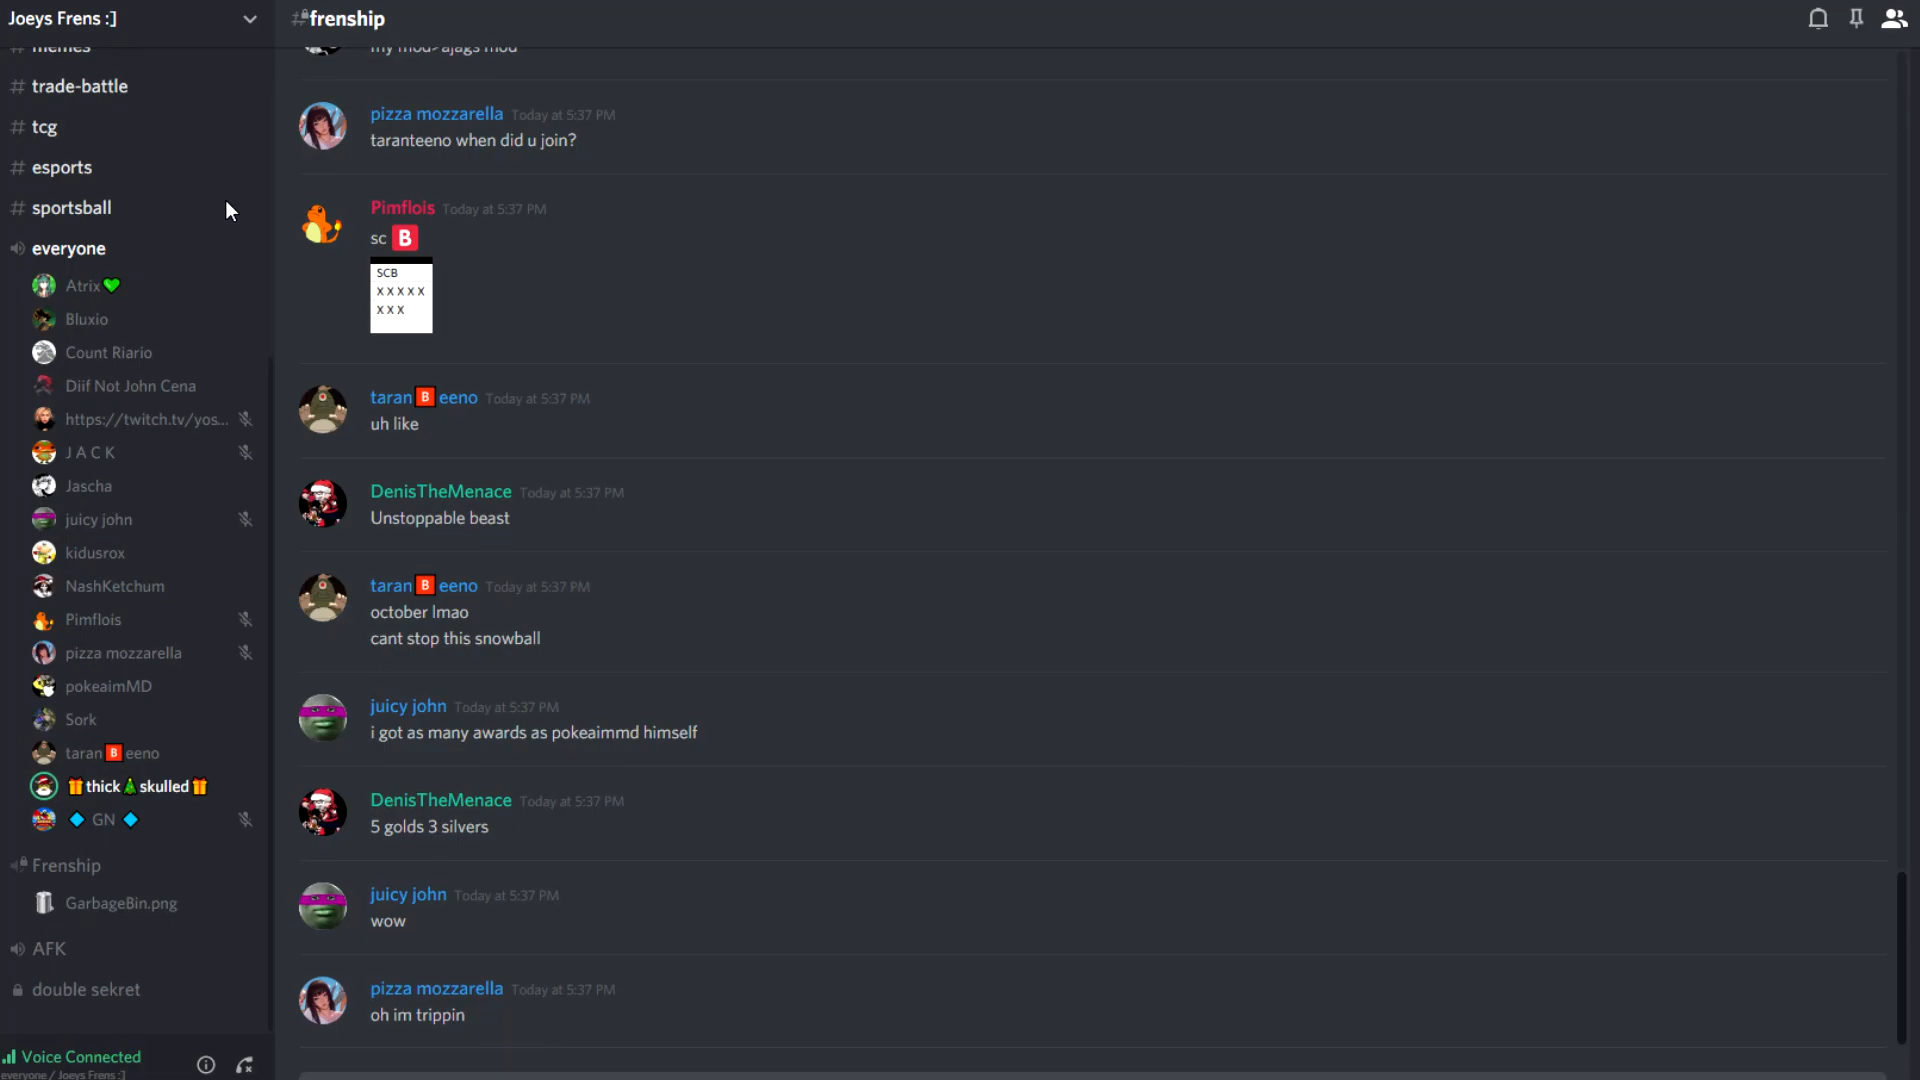 Joeys Frens :]
memes
trade-battle
tcg
esports
sportsball
everyone
Atrix💚
Bluxio
Count Riario
Diif Not John Cena
https://twitch.tv/yos...
J A C K
Jascha
juicy john
kidusrox
NashKetchum
Pimflois
pizza mozzarella
pokeaimMD
Sork
taran🅱eeno
🎁thick🎄skulled🎁
🔷 GN 🔷
Frenship
GarbageBin.png
AFK
double sekret
Voice Connected
everyone / Joeys Frens :]
#frenship
my mod>ajags mod
pizza mozzarella Today at 5:37 PM
taranteeno when did u join?
Pimflois Today at 5:37 PM
sc 🅱
SCB
X X X X X
X X X
taran🅱eeno Today at 5:37 PM
uh like
DenisTheMenace Today at 5:37 PM
Unstoppable beast
taran🅱eeno Today at 5:37 PM
october lmao
cant stop this snowball
juicy john Today at 5:37 PM
i got as many awards as pokeaimmd himself
DenisTheMenace Today at 5:37 PM
5 golds 3 silvers
juicy john Today at 5:37 PM
wow
pizza mozzarella Today at 5:37 PM
oh im trippin